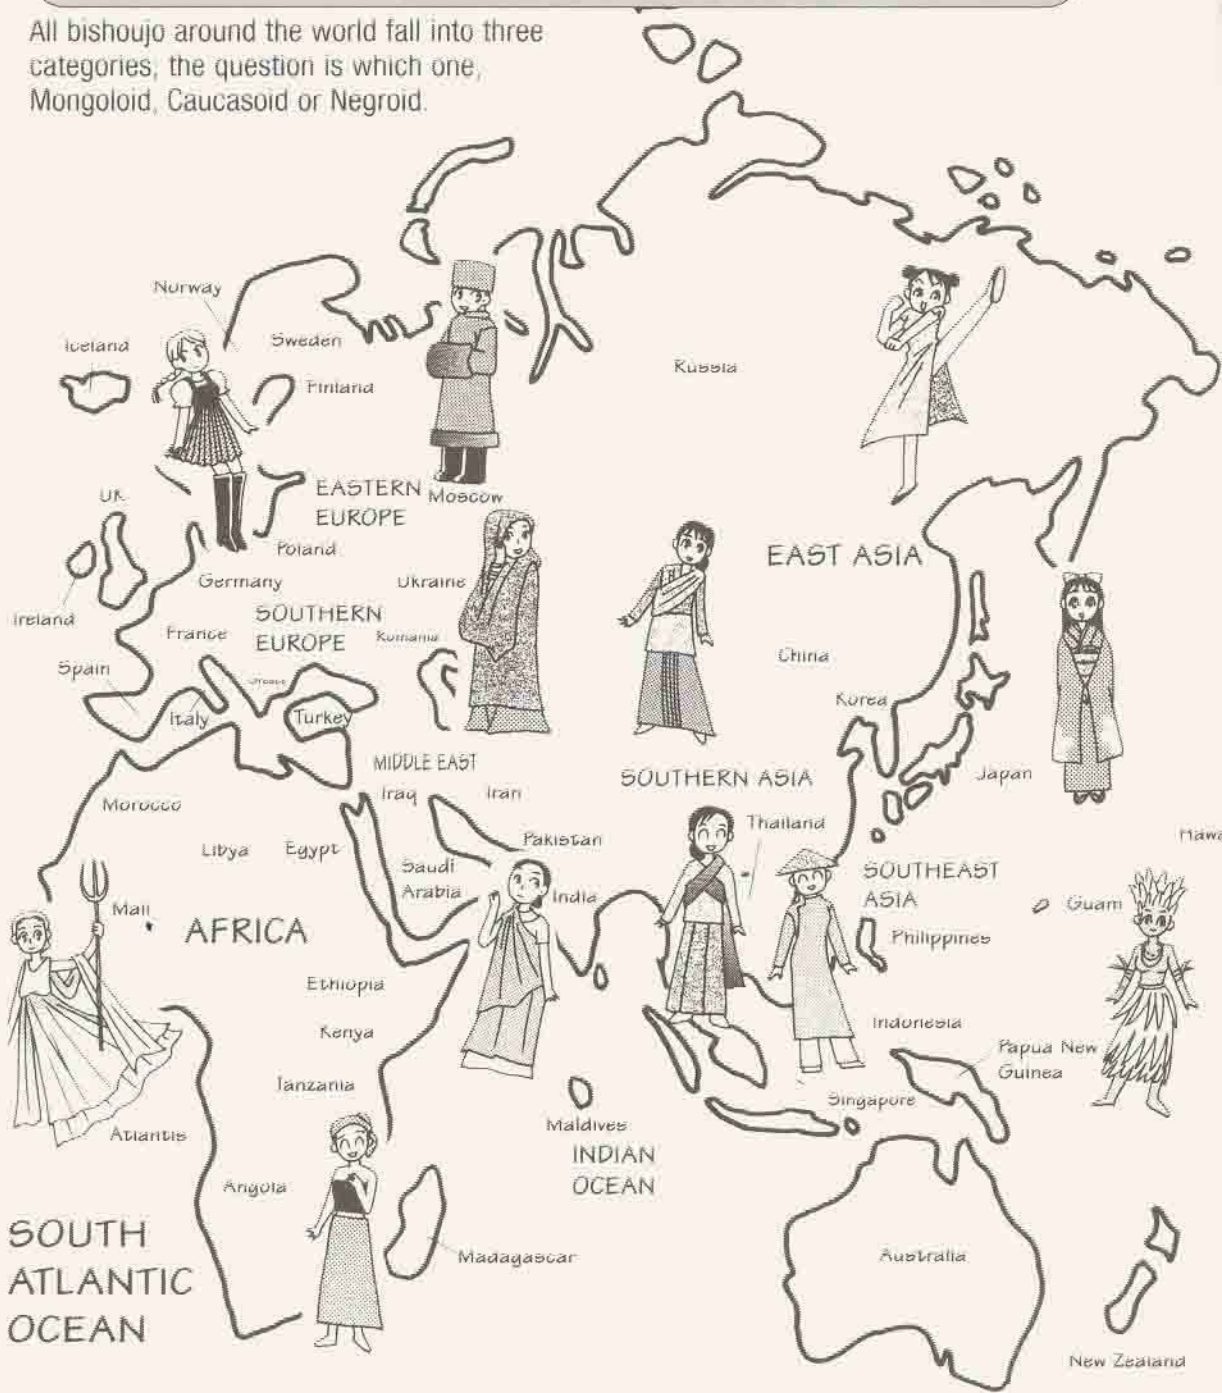 All bishoujo around the world fall into three
categories, the question is which one,
Mongoloid, Caucasoid or Negroid.
Norway
Iceland
Sweden
Finland
Russia
UK
EASTERN
EUROPE
Moscow
Poland
Germany
Ukraine
EAST ASIA
Ireland
SOUTHERN
EUROPE
France
Rumania
Spain
China
Greece
Korea
Italy
Turkey
MIDDLE EAST
SOUTHERN ASIA
Japan
Iraq
Iran
Morocco
Thailand
Pakistan
Hawa
Libya
Egypt
Saudi
Arabia
India
SOUTHEAST
ASIA
Guam
Mali
AFRICA
Philippines
Ethiopia
Indonesia
Kenya
Papua New
Guinea
Tanzania
Singapore
Maldives
Atlantis
INDIAN
OCEAN
Angola
SOUTH
ATLANTIC
OCEAN
Madagascar
Australia
New Zealand